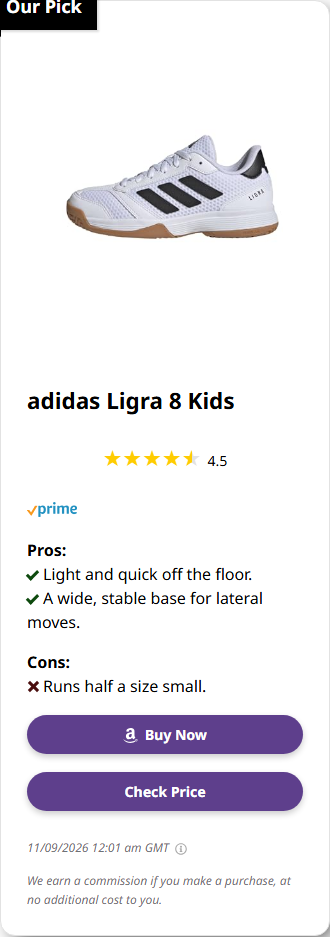 Our Pick
LIGRA
adidas Ligra 8 Kids
4.5
prime
Pros:
Light and quick off the floor.
A wide, stable base for lateral
moves.
Cons:
Runs half a size small.
Buy Now
Check Price
11/09/2026 12:01 am GMT
We earn a commission if you make a purchase, at
no additional cost to you.